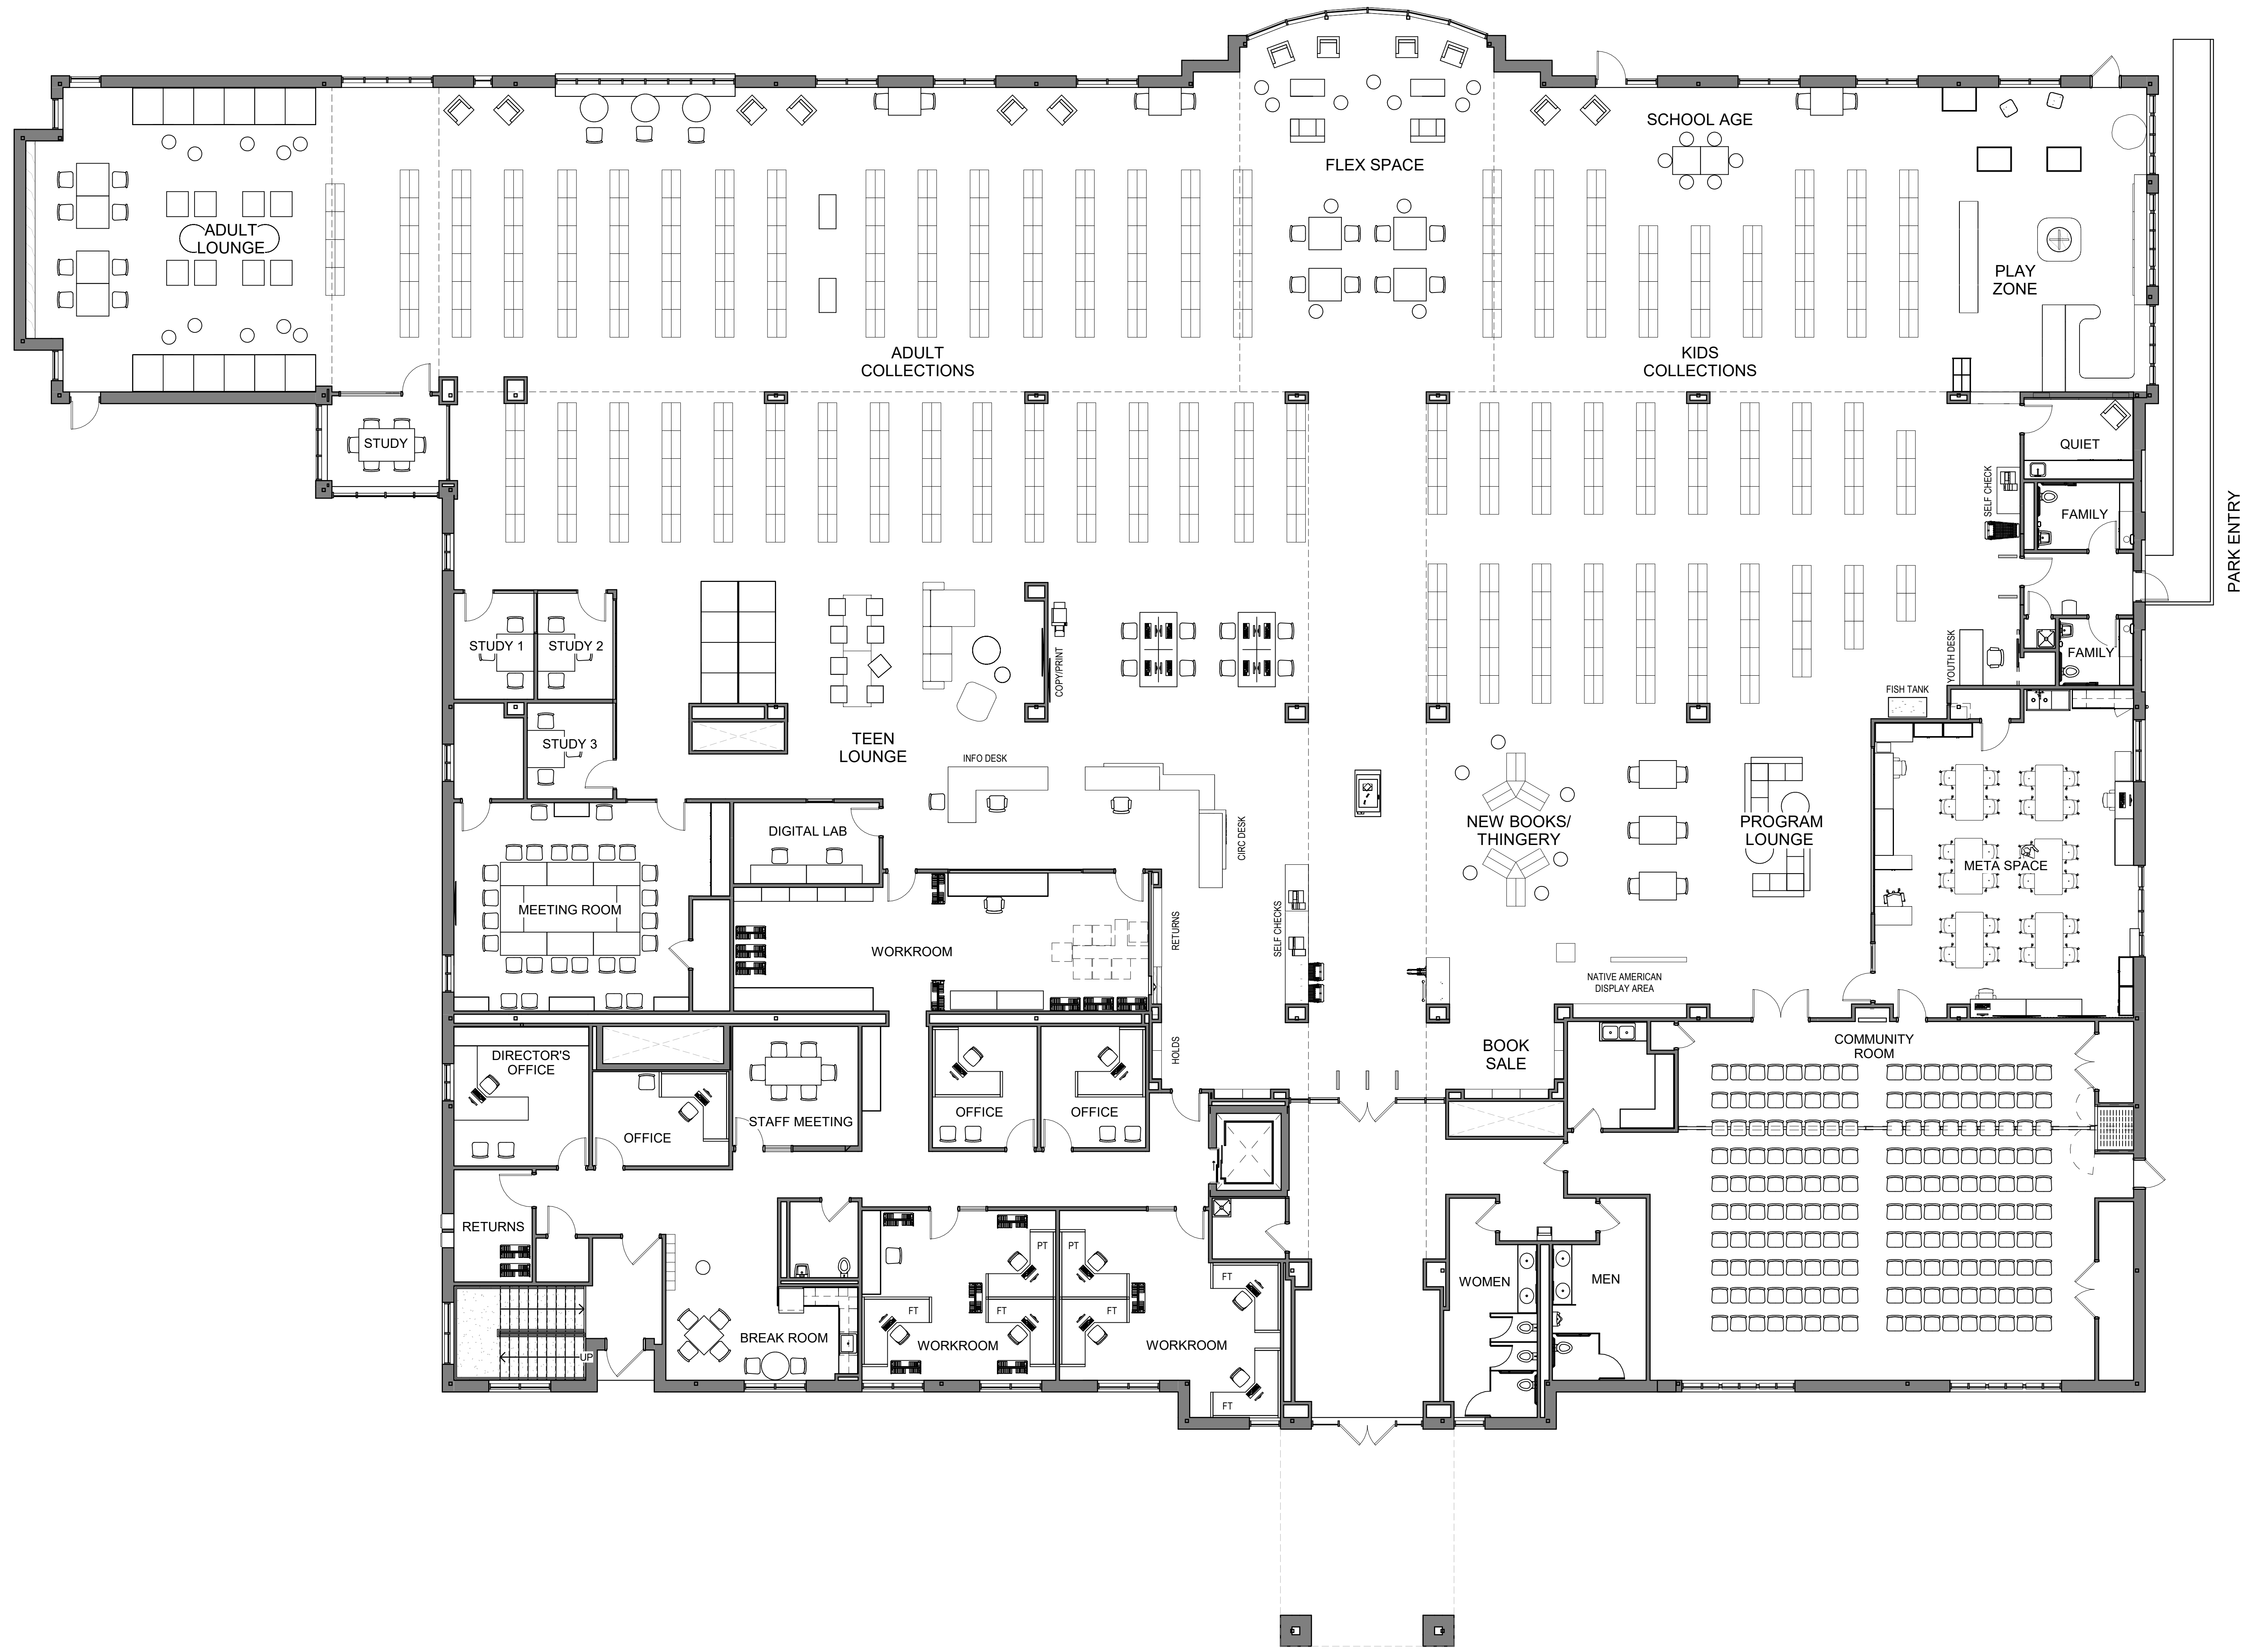 SCHOOL AGE
FLEX SPACE
ADULT
LOUNGE
PLAY
ZONE
ADULT
COLLECTIONS
KIDS
COLLECTIONS
STUDY
QUIET
SELF CHECK
FAMILY
PARK ENTRY
STUDY 1
STUDY 2
COPY/PRINT
YOUTH DESK
FAMILY
FISH TANK
STUDY 3
TEEN
LOUNGE
INFO DESK
DIGITAL LAB
CIRC DESK
NEW BOOKS/
THINGERY
PROGRAM
LOUNGE
META SPACE
MEETING ROOM
WORKROOM
RETURNS
SELF CHECKS
NATIVE AMERICAN
DISPLAY AREA
DIRECTOR'S
OFFICE
HOLDS
BOOK
SALE
COMMUNITY
ROOM
OFFICE
STAFF MEETING
OFFICE
OFFICE
RETURNS
PT
PT
FT
WOMEN
MEN
FT
FT
FT
BREAK ROOM
WORKROOM
WORKROOM
UP
FT